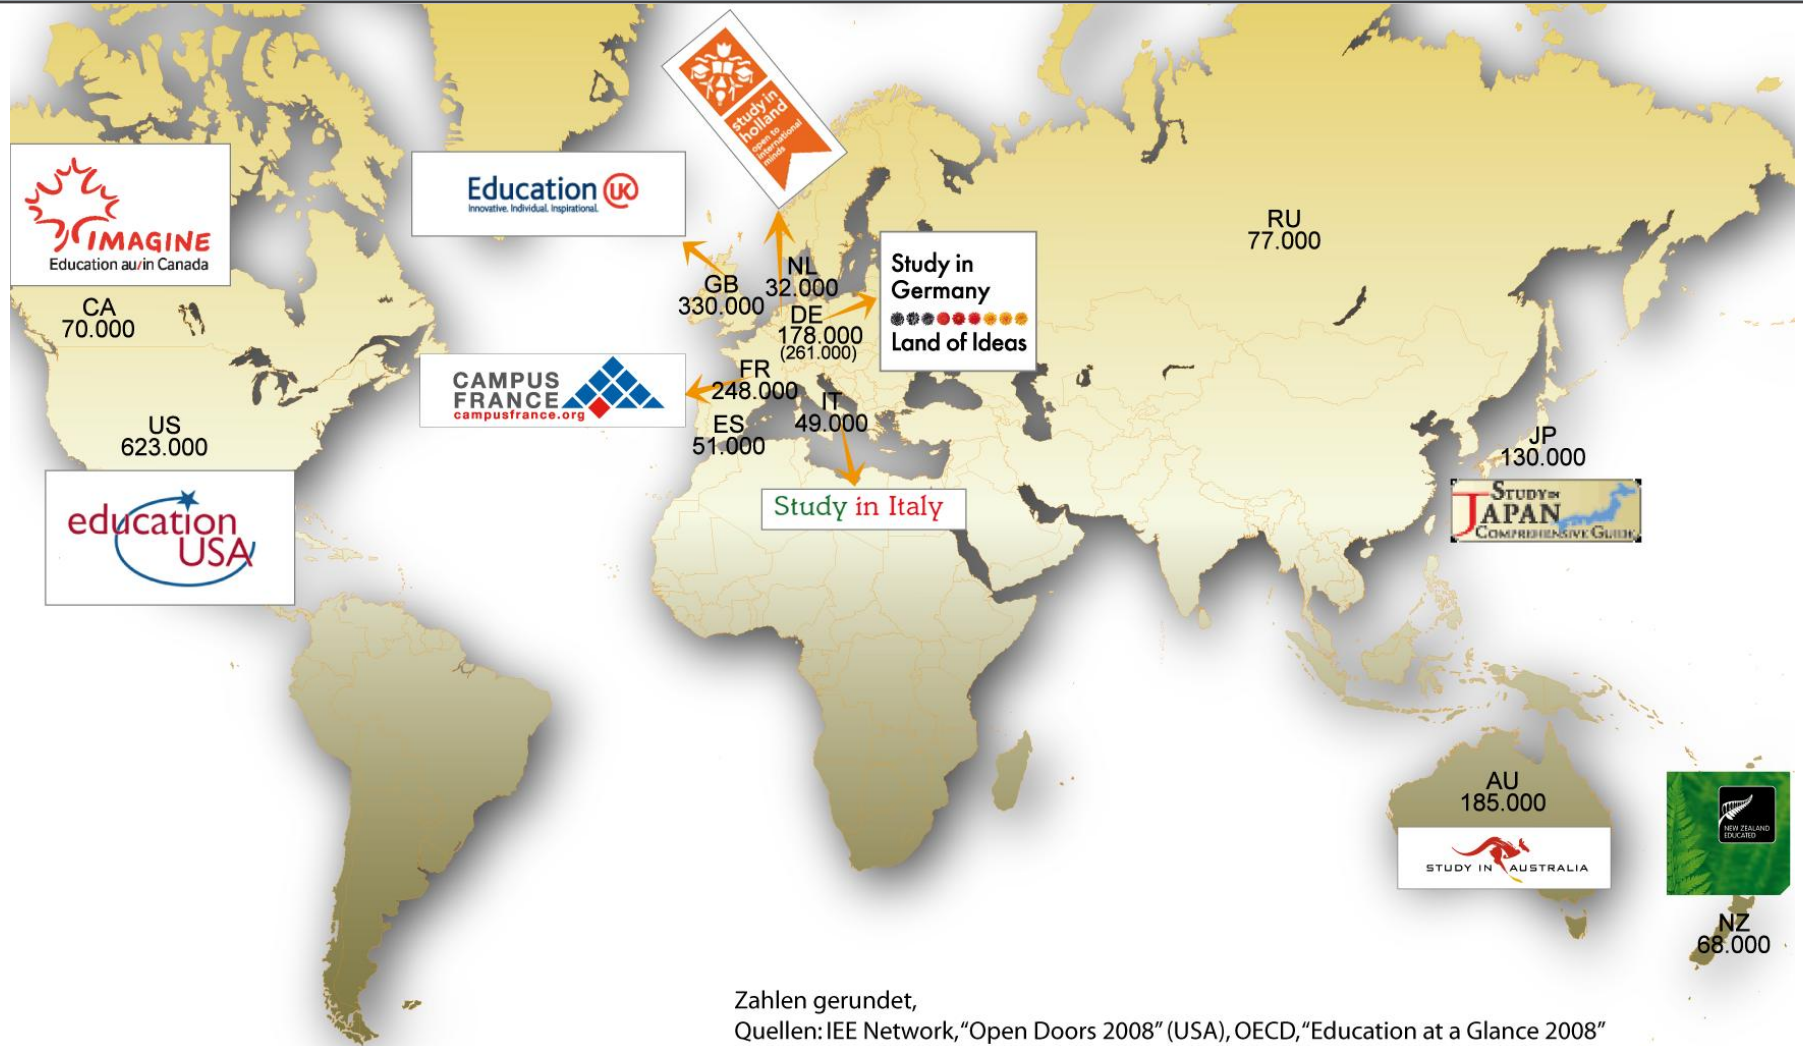 study in
holland
open to
international
minds
Education UK
Innovative. Individual. Inspirational.
IMAGINE
Education au/in Canada
CA
70.000
US
623.000
education
USA
CAMPUS
FRANCE
campusfrance.org
GB
330.000
NL
32.000
DE
178.000
(261.000)
Study in
Germany
Land of Ideas
FR
248.000
ES
51.000
IT
49.000
Study in Italy
RU
77.000
JP
130.000
STUDY IN
JAPAN
COMPREHENSIVE GUIDE
AU
185.000
STUDY IN AUSTRALIA
NEW ZEALAND
EDUCATED
NZ
68.000
Zahlen gerundet,
Quellen: IEE Network, "Open Doors 2008" (USA), OECD, "Education at a Glance 2008"